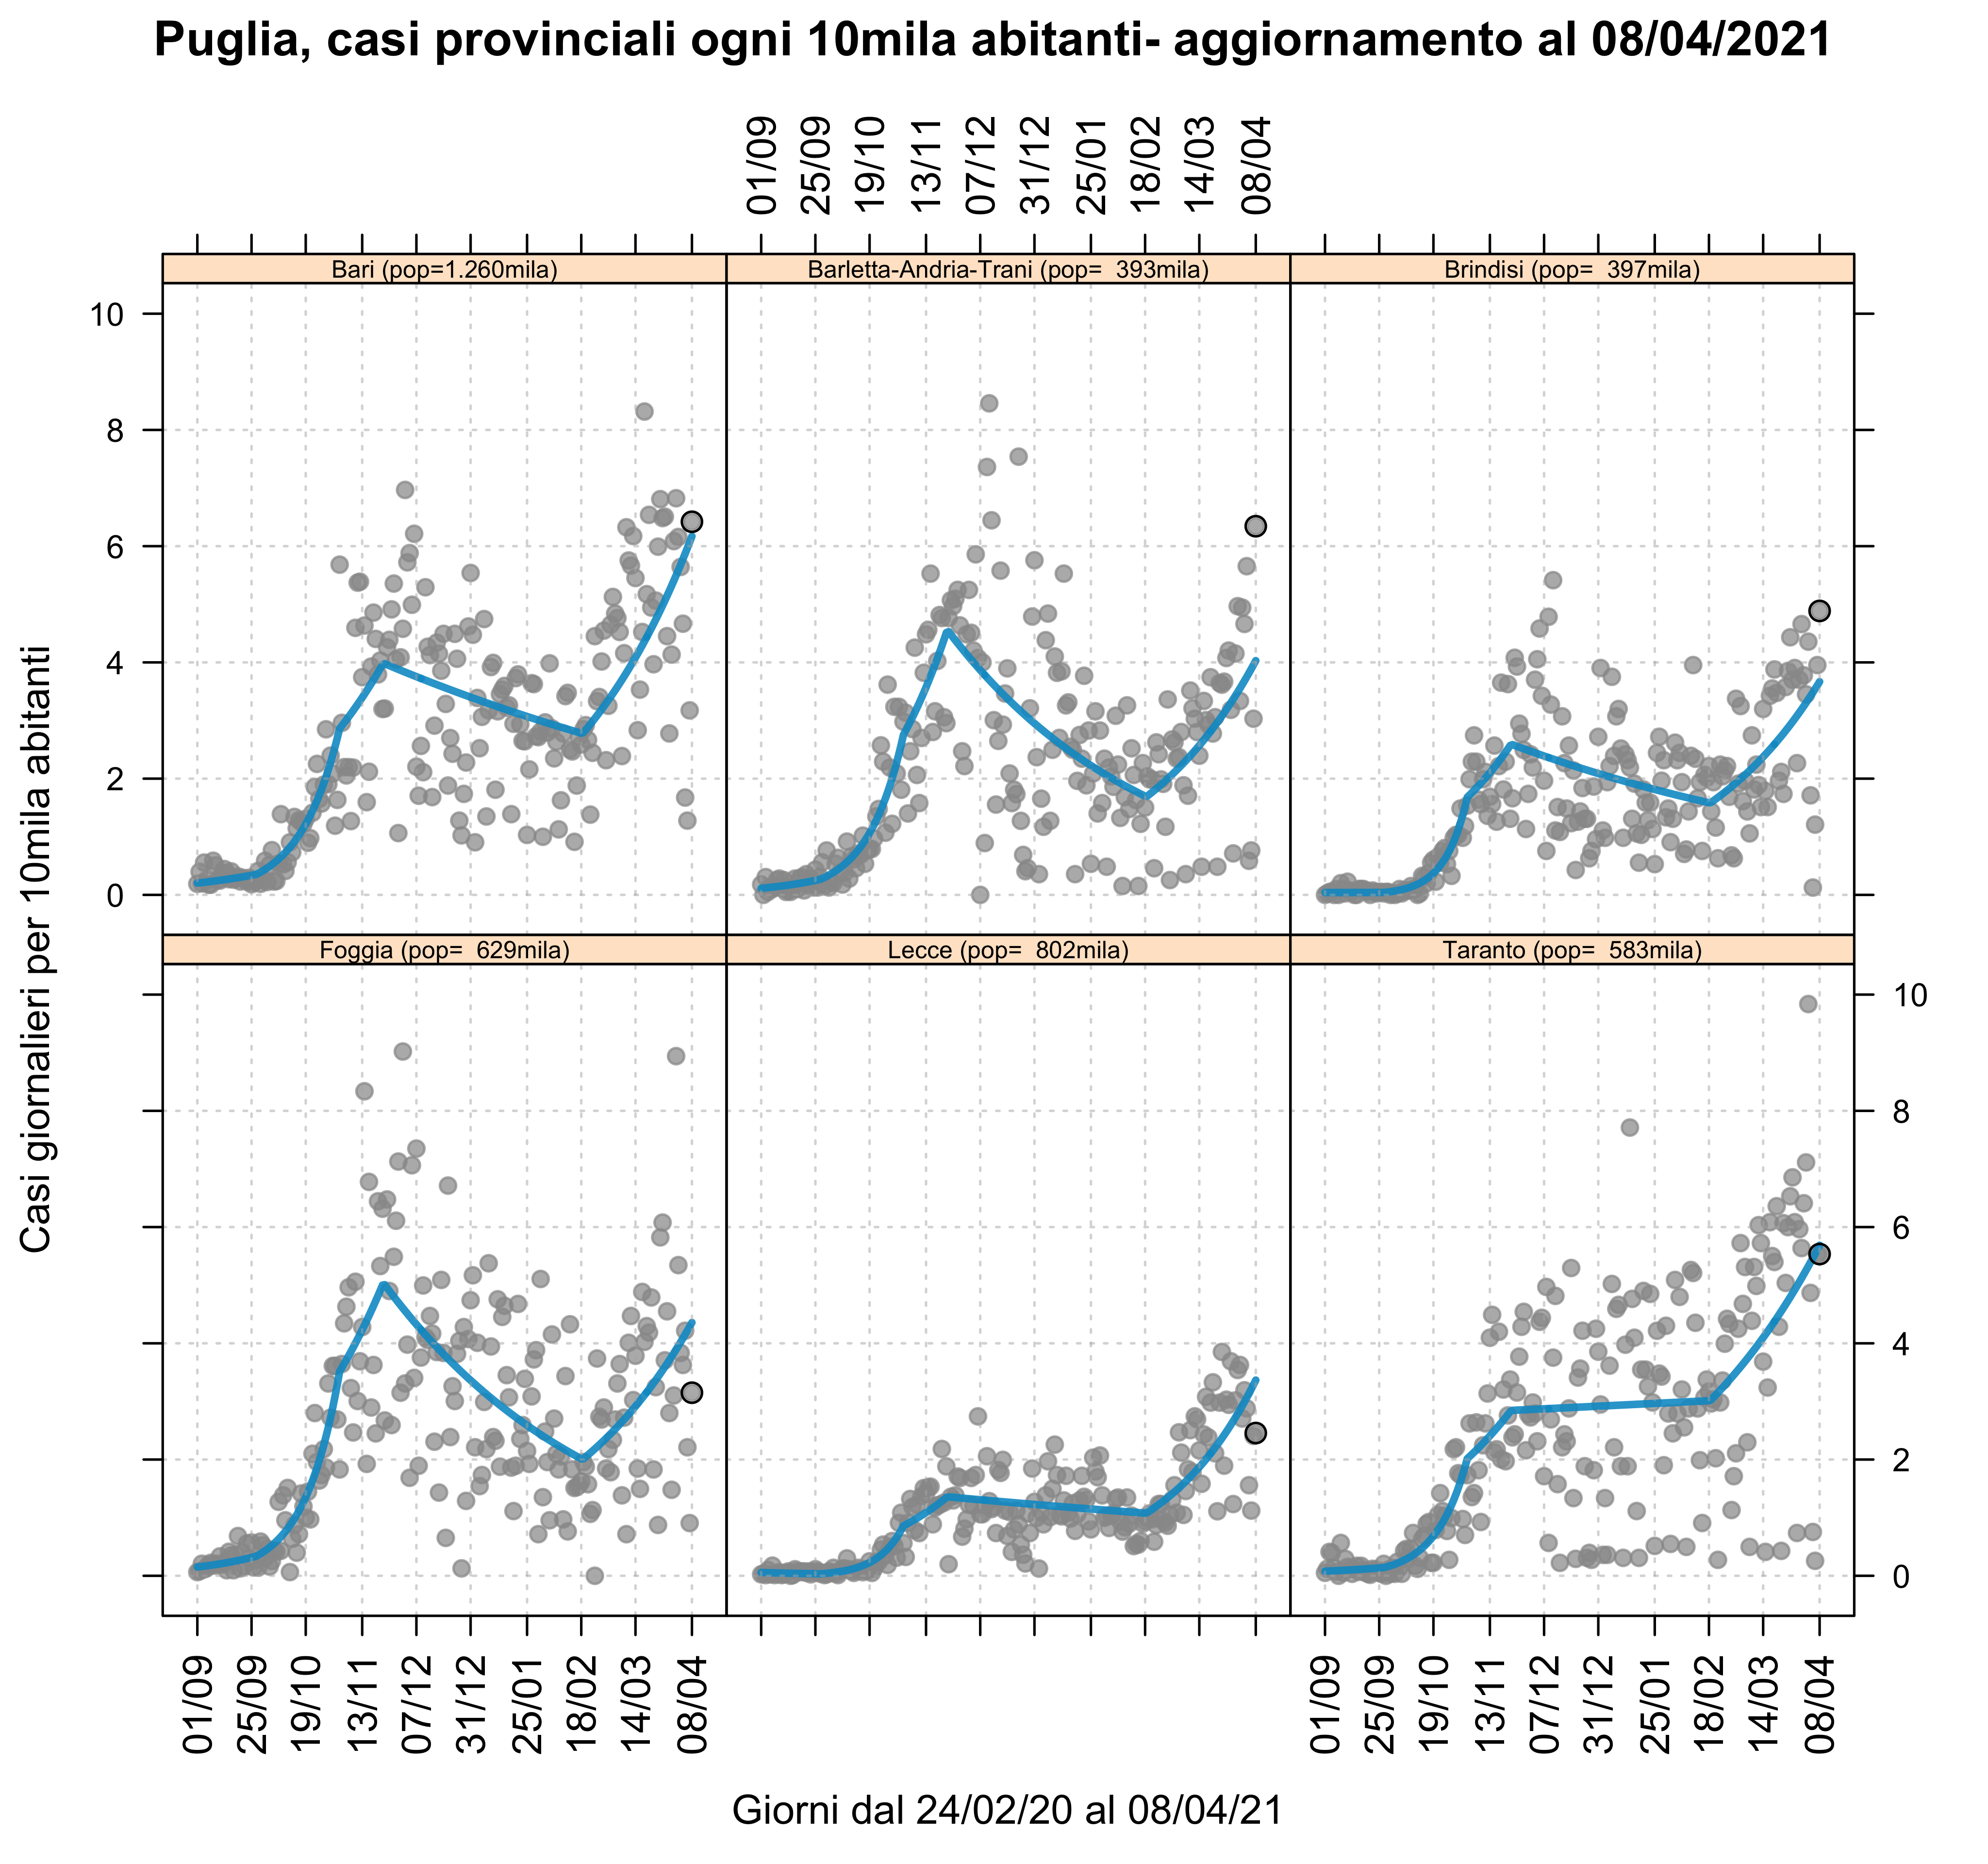 Puglia, casi provinciali ogni 10mila abitanti- aggiornamento al 08/04/2021
01/09 25/09 19/10 13/11 07/12 31/12 25/01 18/02 14/03 08/04
Bari (pop=1.260mila) Barletta-Andria-Trani (pop=  393mila) Brindisi (pop=  397mila)
10
8
6
4
2
0
Casi giornalieri per 10mila abitanti
Foggia (pop=  629mila) Lecce (pop=  802mila) Taranto (pop=  583mila)
10
8
6
4
2
0
01/09 25/09 19/10 13/11 07/12 31/12 25/01 18/02 14/03 08/04 01/09 25/09 19/10 13/11 07/12 31/12 25/01 18/02 14/03 08/04
Giorni dal 24/02/20 al 08/04/21